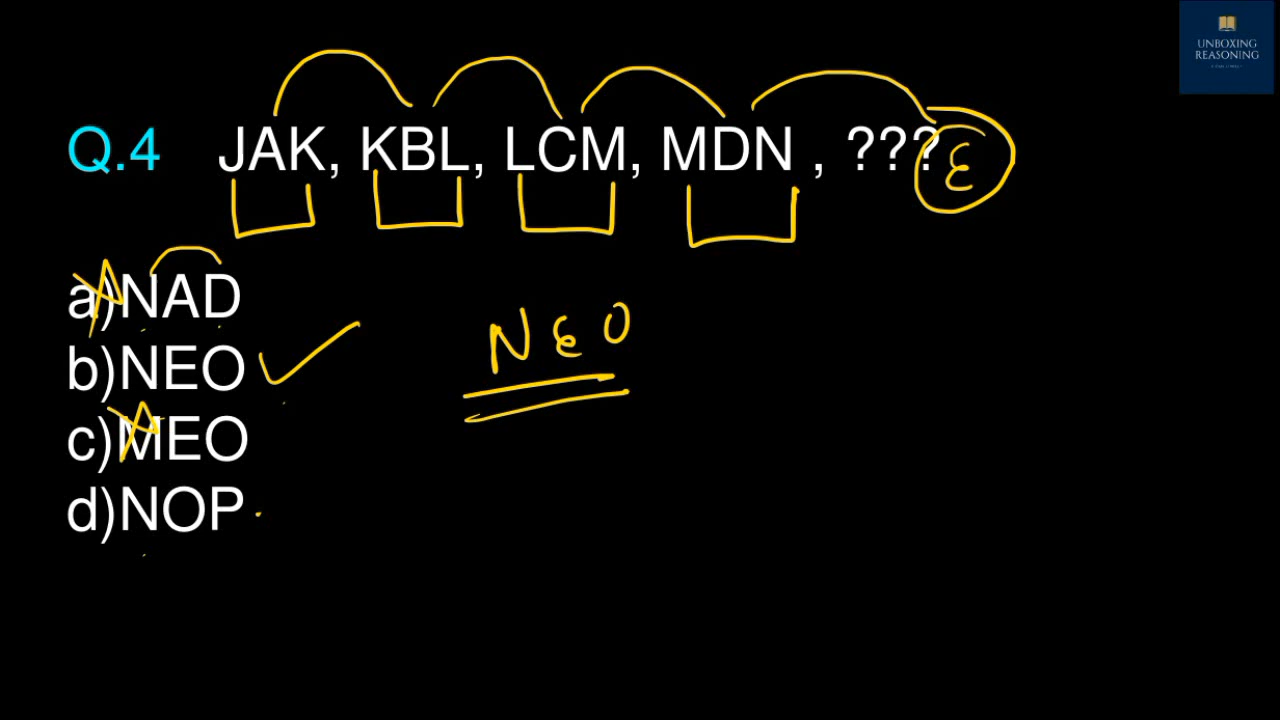 UNBOXING
REASONING
Q.4 JAK, KBL, LCM, MDN , ???
E
a)NAD
b)NEO
NEO
c)MEO
d)NOP